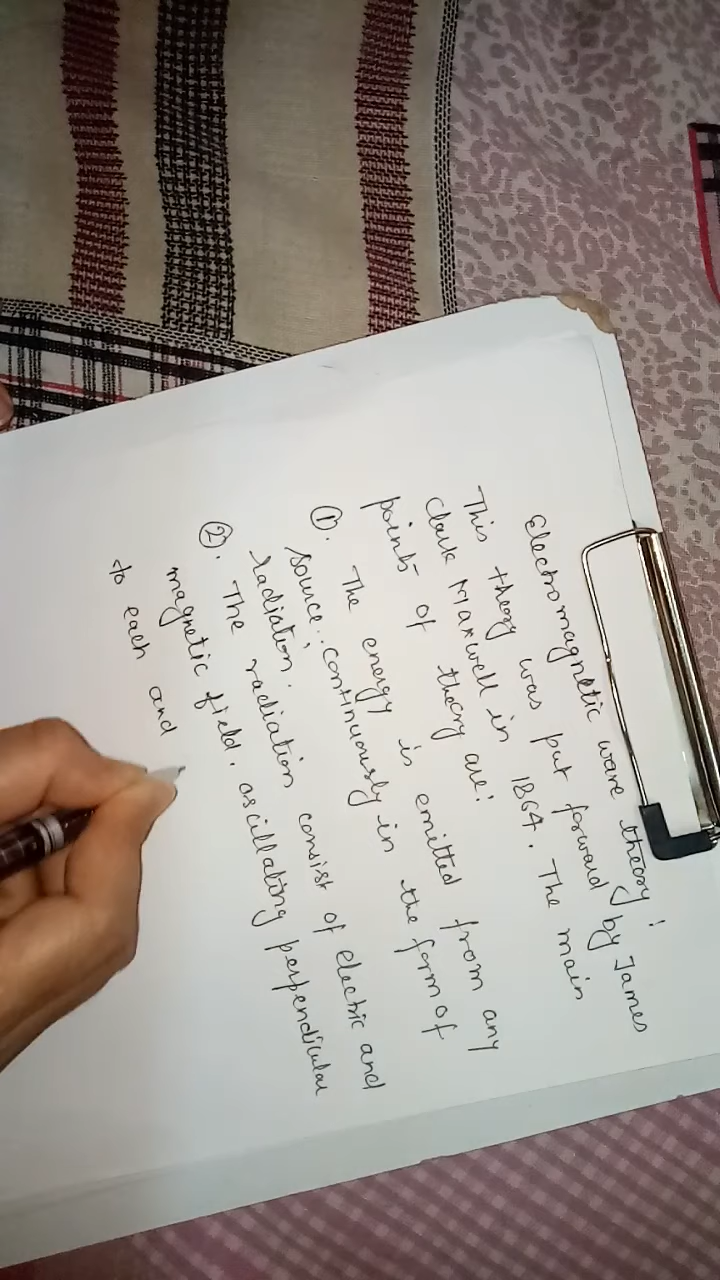 Electromagnetic wave theory:
This theory was put forward by James
Clark Maxwell in 1864. The main
points of theory are:
①. The energy is emitted from any
source.. continuously in the form of
radiation.
②. The radiation consist of electric and
magnetic field. oscillating perpendicular
to each and